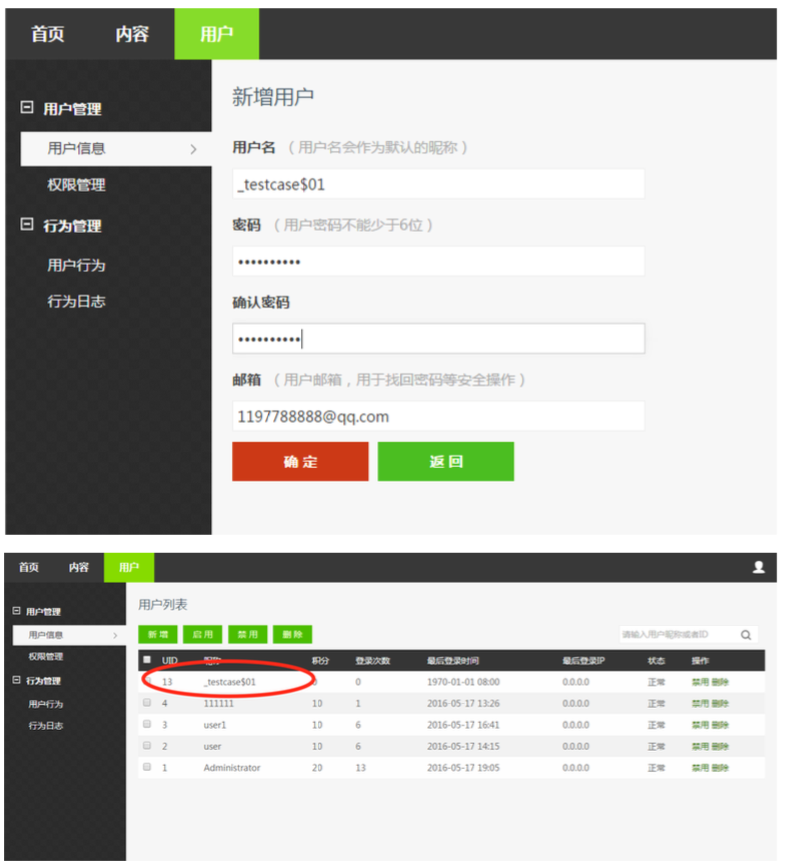 首页 内容 用户
用户管理
用户信息
权限管理
行为管理
用户行为
行为日志
新增用户
用户名 （用户名会作为默认的昵称）
_testcase$01
密码 （用户密码不能少于6位）
••••••••••
确认密码
••••••••••
邮箱 （用户邮箱，用于找回密码等安全操作）
1197788888@qq.com
确 定 返 回
首页 内容 用户
用户管理
用户信息
权限管理
行为管理
用户行为
行为日志
用户列表
新 增 启 用 禁 用 删 除 请输入用户昵称或者ID
UID 昵称 积分 登录次数 最后登录时间 最后登录IP 状态 操作
13 _testcase$01 0 0 1970-01-01 08:00 0.0.0.0 正常 禁用 删除
4 111111 10 1 2016-05-17 13:26 0.0.0.0 正常 禁用 删除
3 user1 10 6 2016-05-17 16:41 0.0.0.0 正常 禁用 删除
2 user 10 6 2016-05-17 14:15 0.0.0.0 正常 禁用 删除
1 Administrator 20 13 2016-05-17 19:05 0.0.0.0 正常 禁用 删除